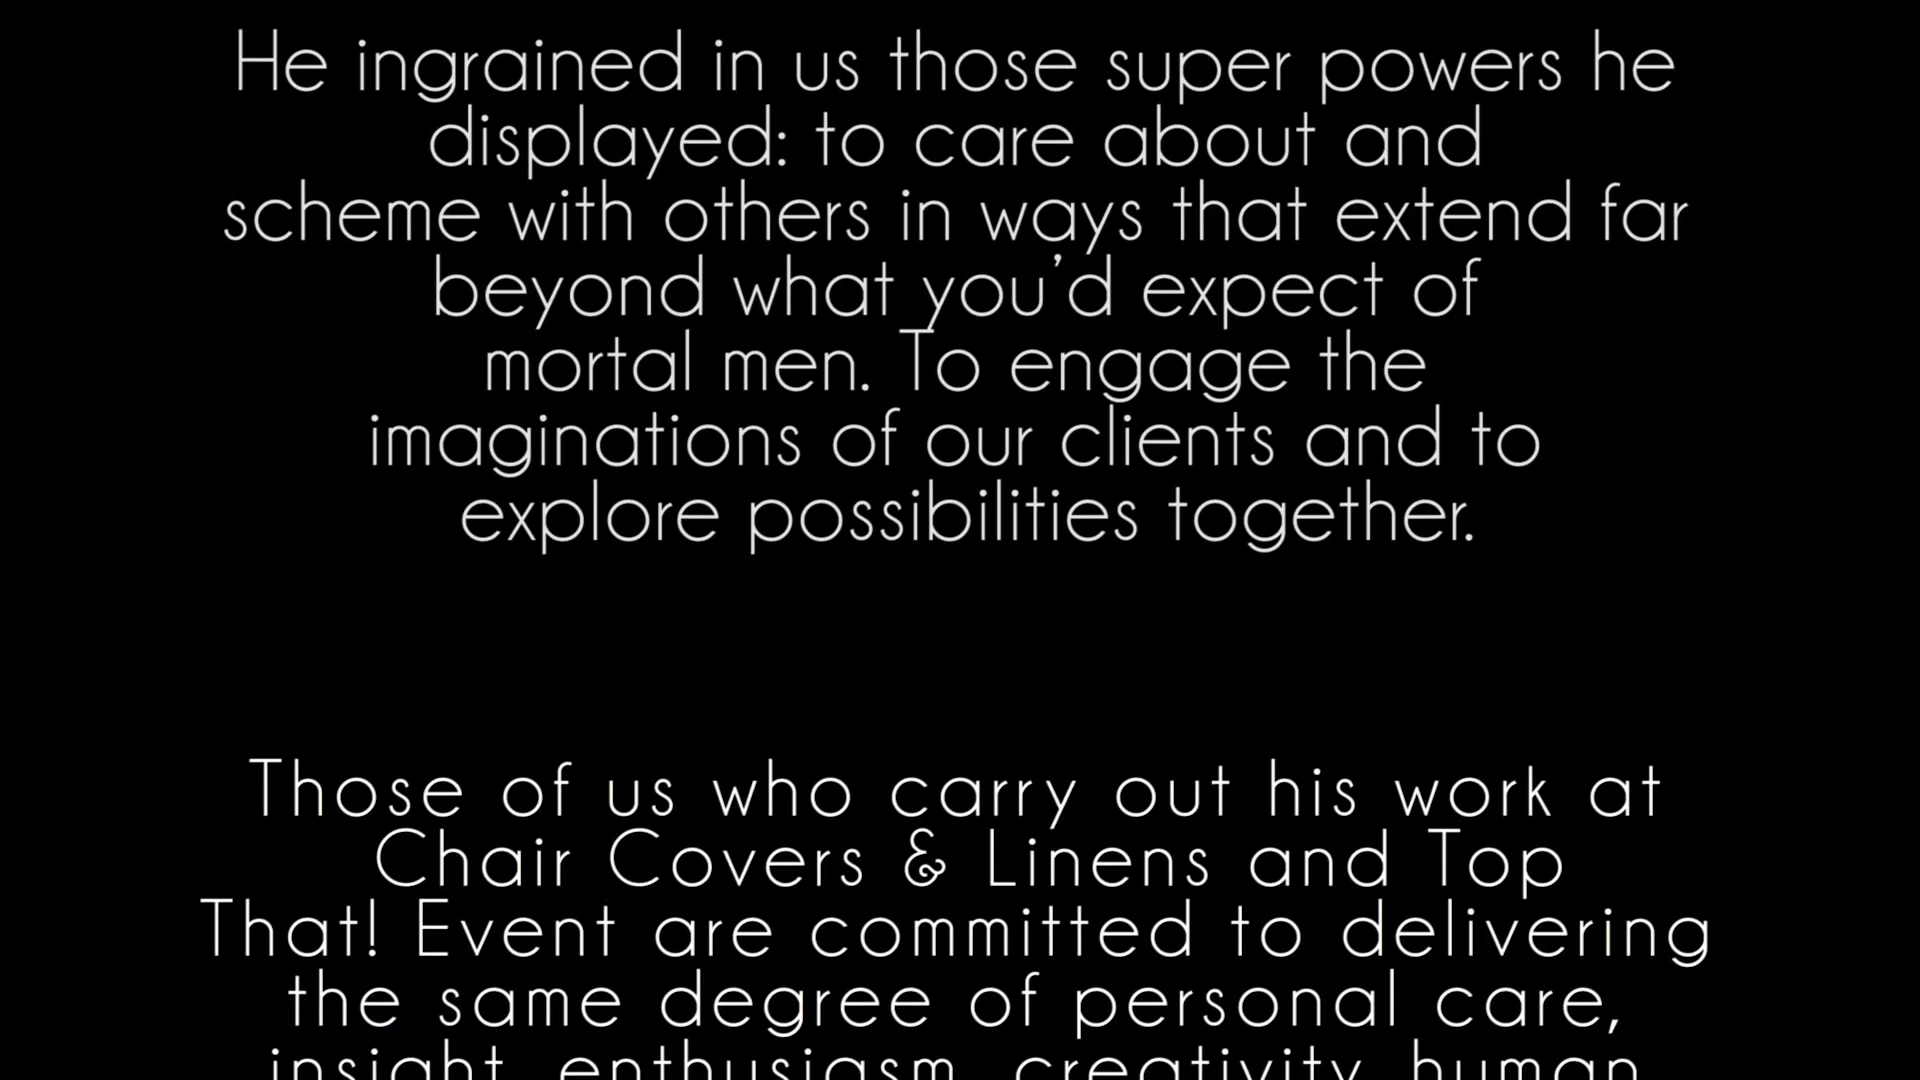 He ingrained in us those super powers he
displayed: to care about and
scheme with others in ways that extend far
beyond what you’d expect of
mortal men. To engage the
imaginations of our clients and to
explore possibilities together.
Those of us who carry out his work at
Chair Covers & Linens and Top
That! Event are committed to delivering
the same degree of personal care,
insight, enthusiasm, creativity, human